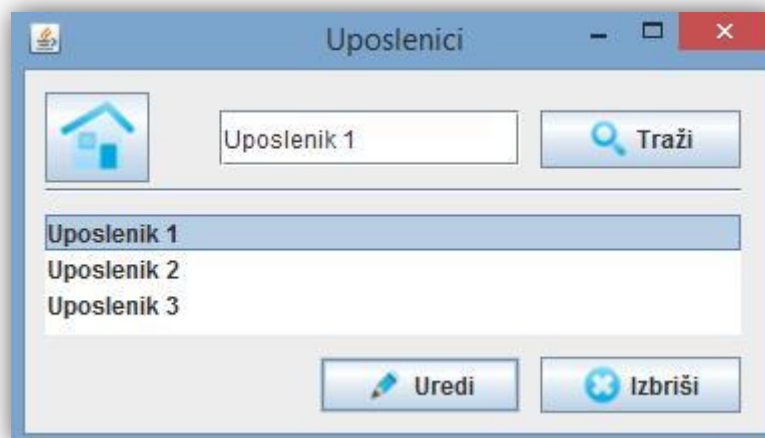 Uposlenici
Uposlenik 1
Traži
Uposlenik 1
Uposlenik 2
Uposlenik 3
Uredi
Izbriši